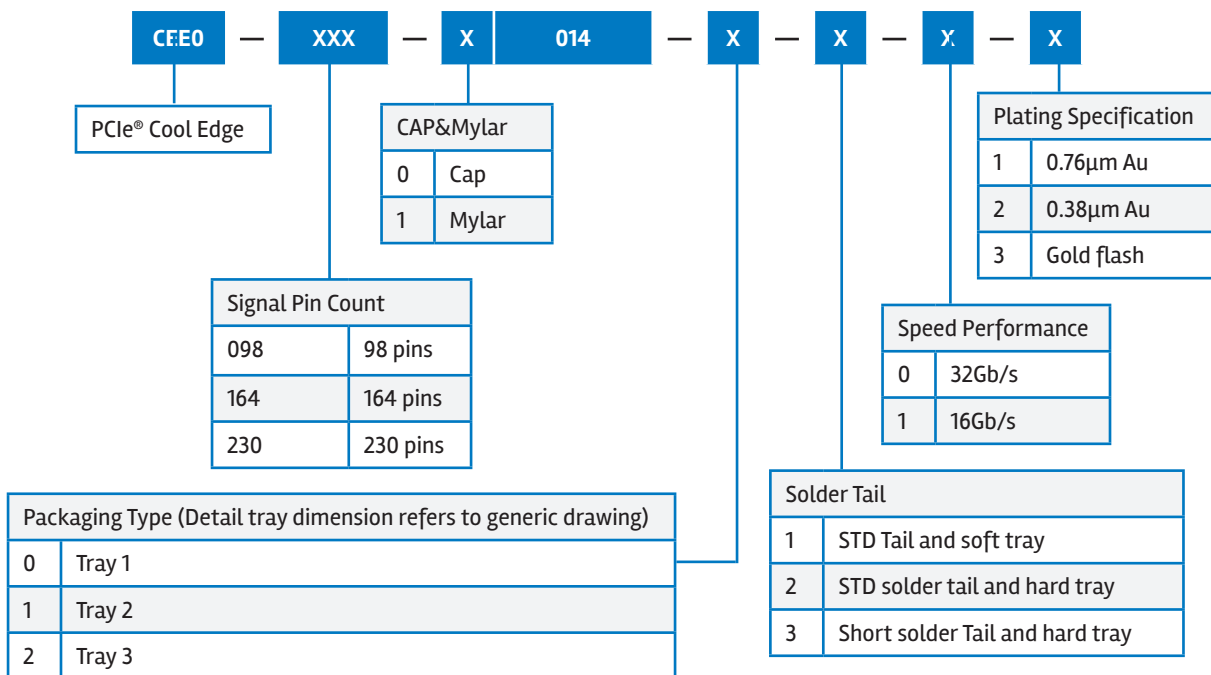 CEE0 — XXX — X 014 — X — X — X — X
PCIe® Cool Edge
CAP&Mylar
0 Cap
1 Mylar
Plating Specification
1 0.76µm Au
2 0.38µm Au
3 Gold flash
Signal Pin Count
098 98 pins
164 164 pins
230 230 pins
Speed Performance
0 32Gb/s
1 16Gb/s
Packaging Type (Detail tray dimension refers to generic drawing)
0 Tray 1
1 Tray 2
2 Tray 3
Solder Tail
1 STD Tail and soft tray
2 STD solder tail and hard tray
3 Short solder Tail and hard tray